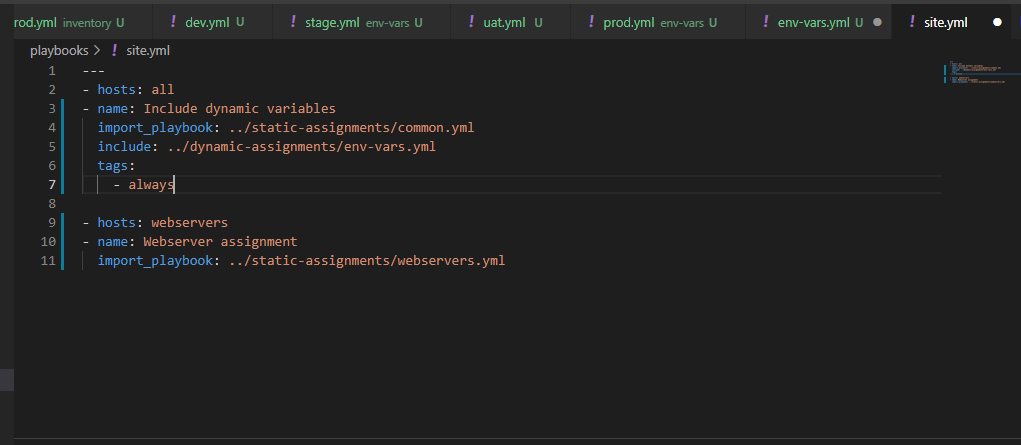 rod.yml inventory U ! dev.yml U ! stage.yml env-vars U ! uat.yml U ! prod.yml env-vars U ! env-vars.yml U ● ! site.yml ●
playbooks > ! site.yml
1 ---
2 - hosts: all
3 - name: Include dynamic variables
4 import_playbook: ../static-assignments/common.yml
5 include: ../dynamic-assignments/env-vars.yml
6 tags:
7 - always
8
9 - hosts: webservers
10 - name: Webserver assignment
11 import_playbook: ../static-assignments/webservers.yml